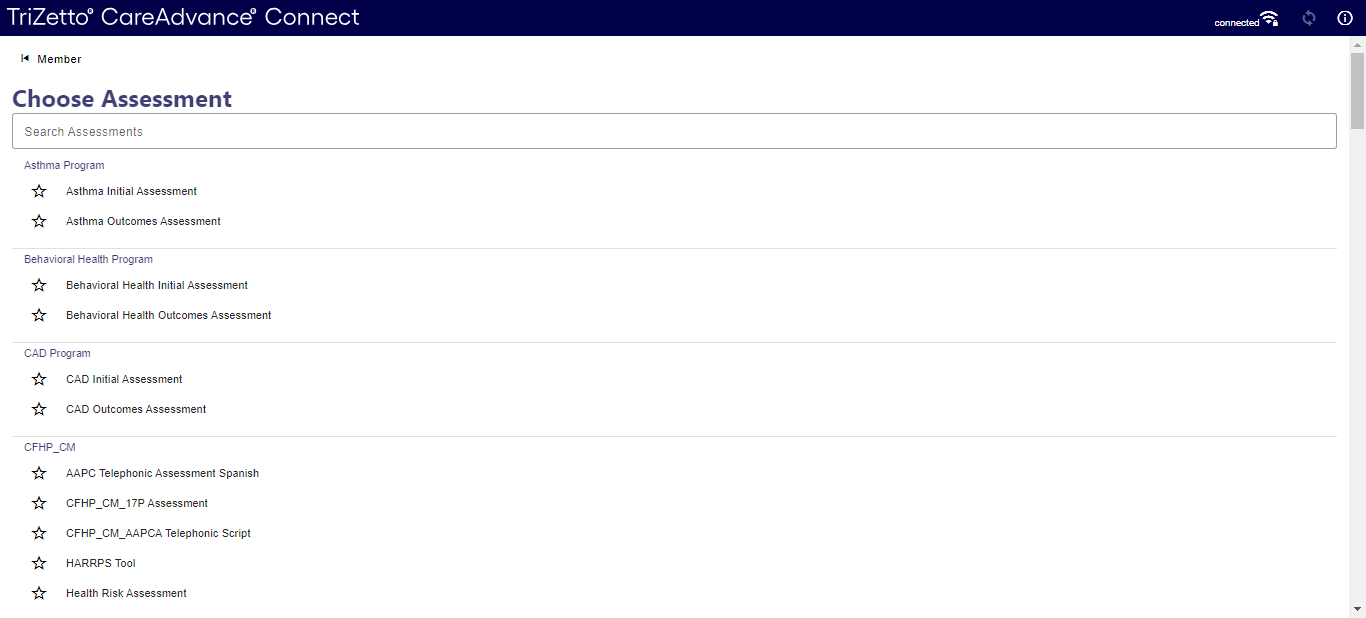 TriZetto® CareAdvance® Connect
connected
Member
Choose Assessment
Search Assessments
Asthma Program
Asthma Initial Assessment
Asthma Outcomes Assessment
Behavioral Health Program
Behavioral Health Initial Assessment
Behavioral Health Outcomes Assessment
CAD Program
CAD Initial Assessment
CAD Outcomes Assessment
CFHP_CM
AAPC Telephonic Assessment Spanish
CFHP_CM_17P Assessment
CFHP_CM_AAPCA Telephonic Script
HARRPS Tool
Health Risk Assessment